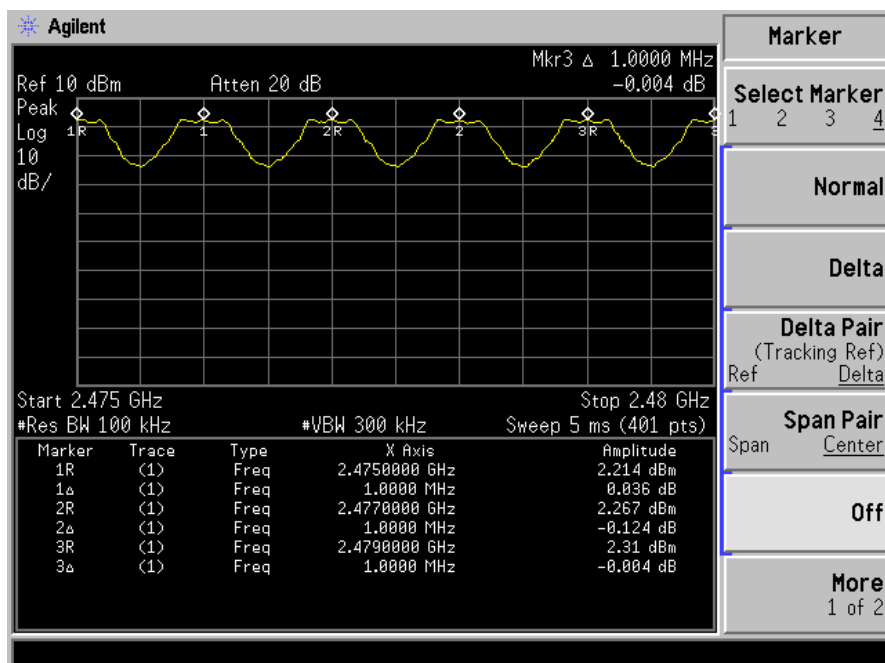 Agilent
Mkr3 Δ 1.0000 MHz
Ref 10 dBm Atten 20 dB -0.004 dB
Peak
Log
10
dB/
1R 1 2R 2 3R 3
Start 2.475 GHz Stop 2.48 GHz
#Res BW 100 kHz #VBW 300 kHz Sweep 5 ms (401 pts)
Marker Trace Type X Axis Amplitude
1R (1) Freq 2.4750000 GHz 2.214 dBm
1Δ (1) Freq 1.0000 MHz 0.036 dB
2R (1) Freq 2.4770000 GHz 2.267 dBm
2Δ (1) Freq 1.0000 MHz -0.124 dB
3R (1) Freq 2.4790000 GHz 2.31 dBm
3Δ (1) Freq 1.0000 MHz -0.004 dB
Marker
Select Marker
1 2 3 4
Normal
Delta
Delta Pair
(Tracking Ref)
Ref Delta
Span Pair
Span Center
Off
More
1 of 2